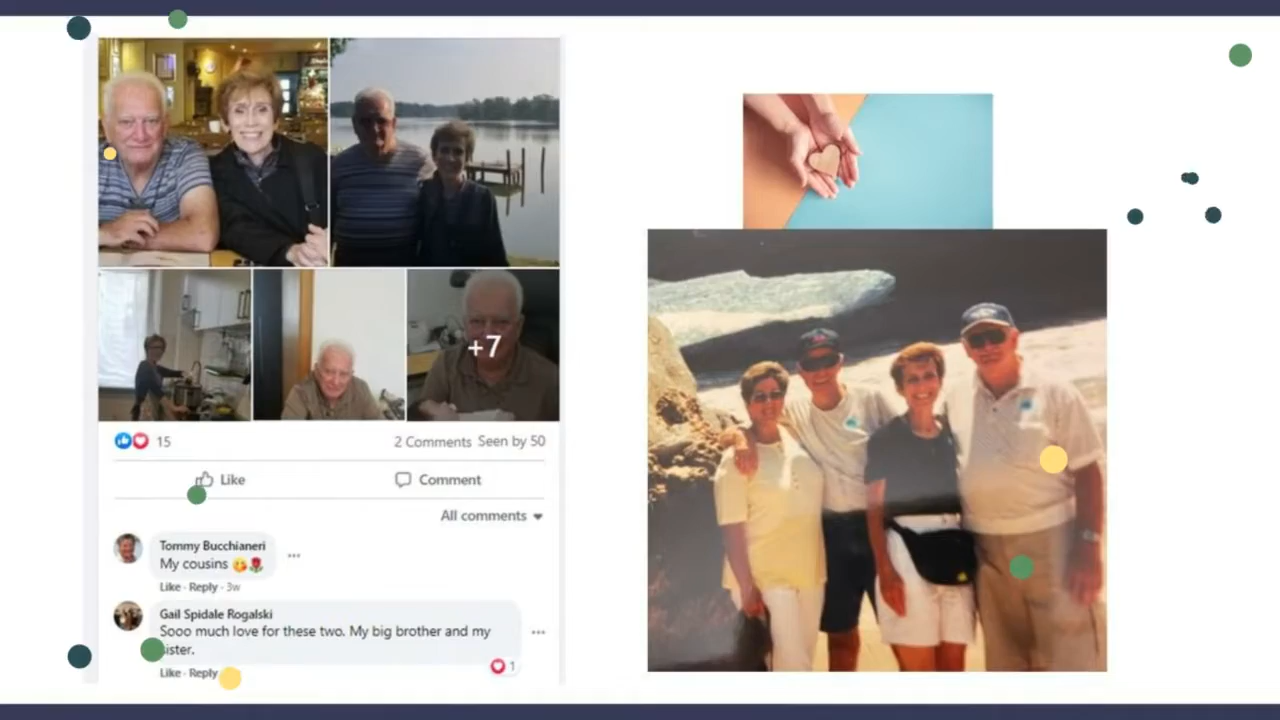 +7
15
2 Comments Seen by 50
Like
Comment
All comments
Tommy Bucchianeri
My cousins 😘🌹
Like · Reply · 3w
Gail Spidale Rogalski
Sooo much love for these two. My big brother and my
sister.
1
Like · Reply